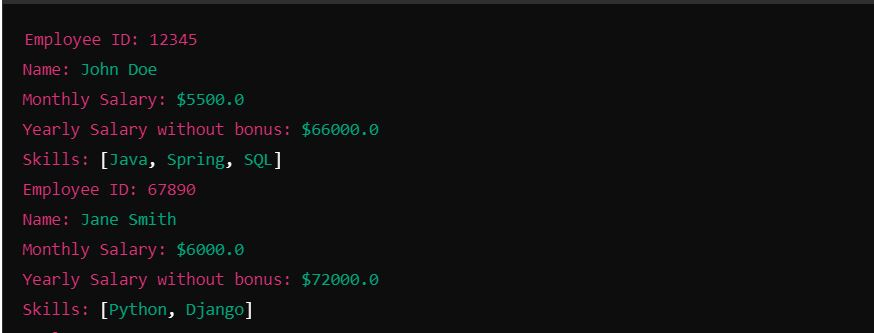 Employee ID: 12345
Name: John Doe
Monthly Salary: $5500.0
Yearly Salary without bonus: $66000.0
Skills: [Java, Spring, SQL]
Employee ID: 67890
Name: Jane Smith
Monthly Salary: $6000.0
Yearly Salary without bonus: $72000.0
Skills: [Python, Django]